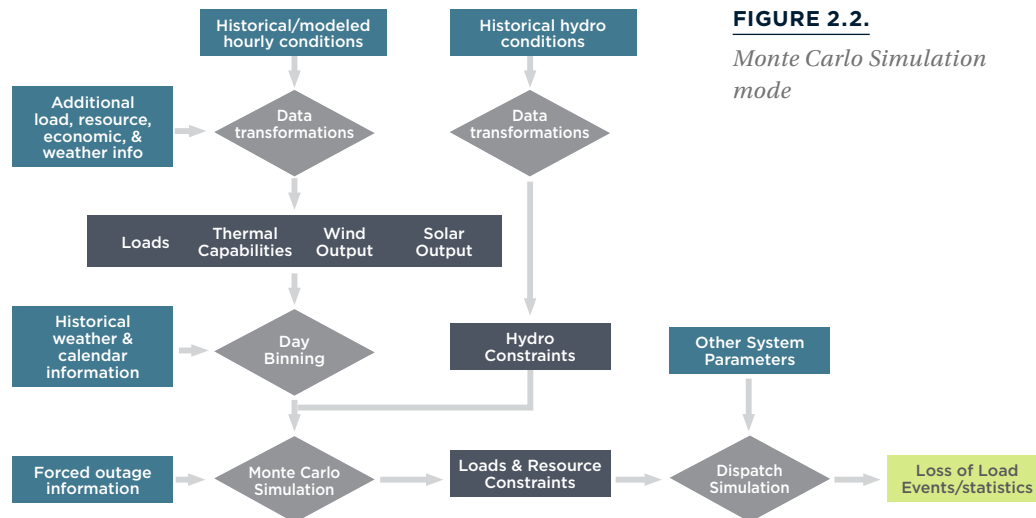 FIGURE 2.2.
Monte Carlo Simulation
mode
Historical/modeled
hourly conditions
Historical hydro
conditions
Additional
load, resource,
economic, &
weather info
Data
transformations
Data
transformations
Loads
Thermal
Capabilities
Wind
Output
Solar
Output
Historical
weather &
calendar
information
Day
Binning
Hydro
Constraints
Other System
Parameters
Forced outage
information
Monte Carlo
Simulation
Loads & Resource
Constraints
Dispatch
Simulation
Loss of Load
Events/statistics